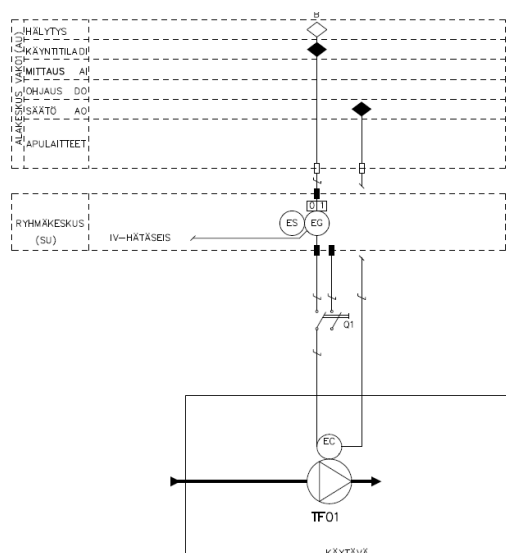 B
ALAKESKUS VAK01(AU)
HÄLYTYS
KÄYNTITILA DI
MITTAUS AI
OHJAUS DO
SÄÄTÖ AO
APULAITTEET
0 1
ES EG
RYHMÄKESKUS
(SU)
IV-HÄTÄSEIS
Q1
EC
TF01
KÄYTÄVÄ